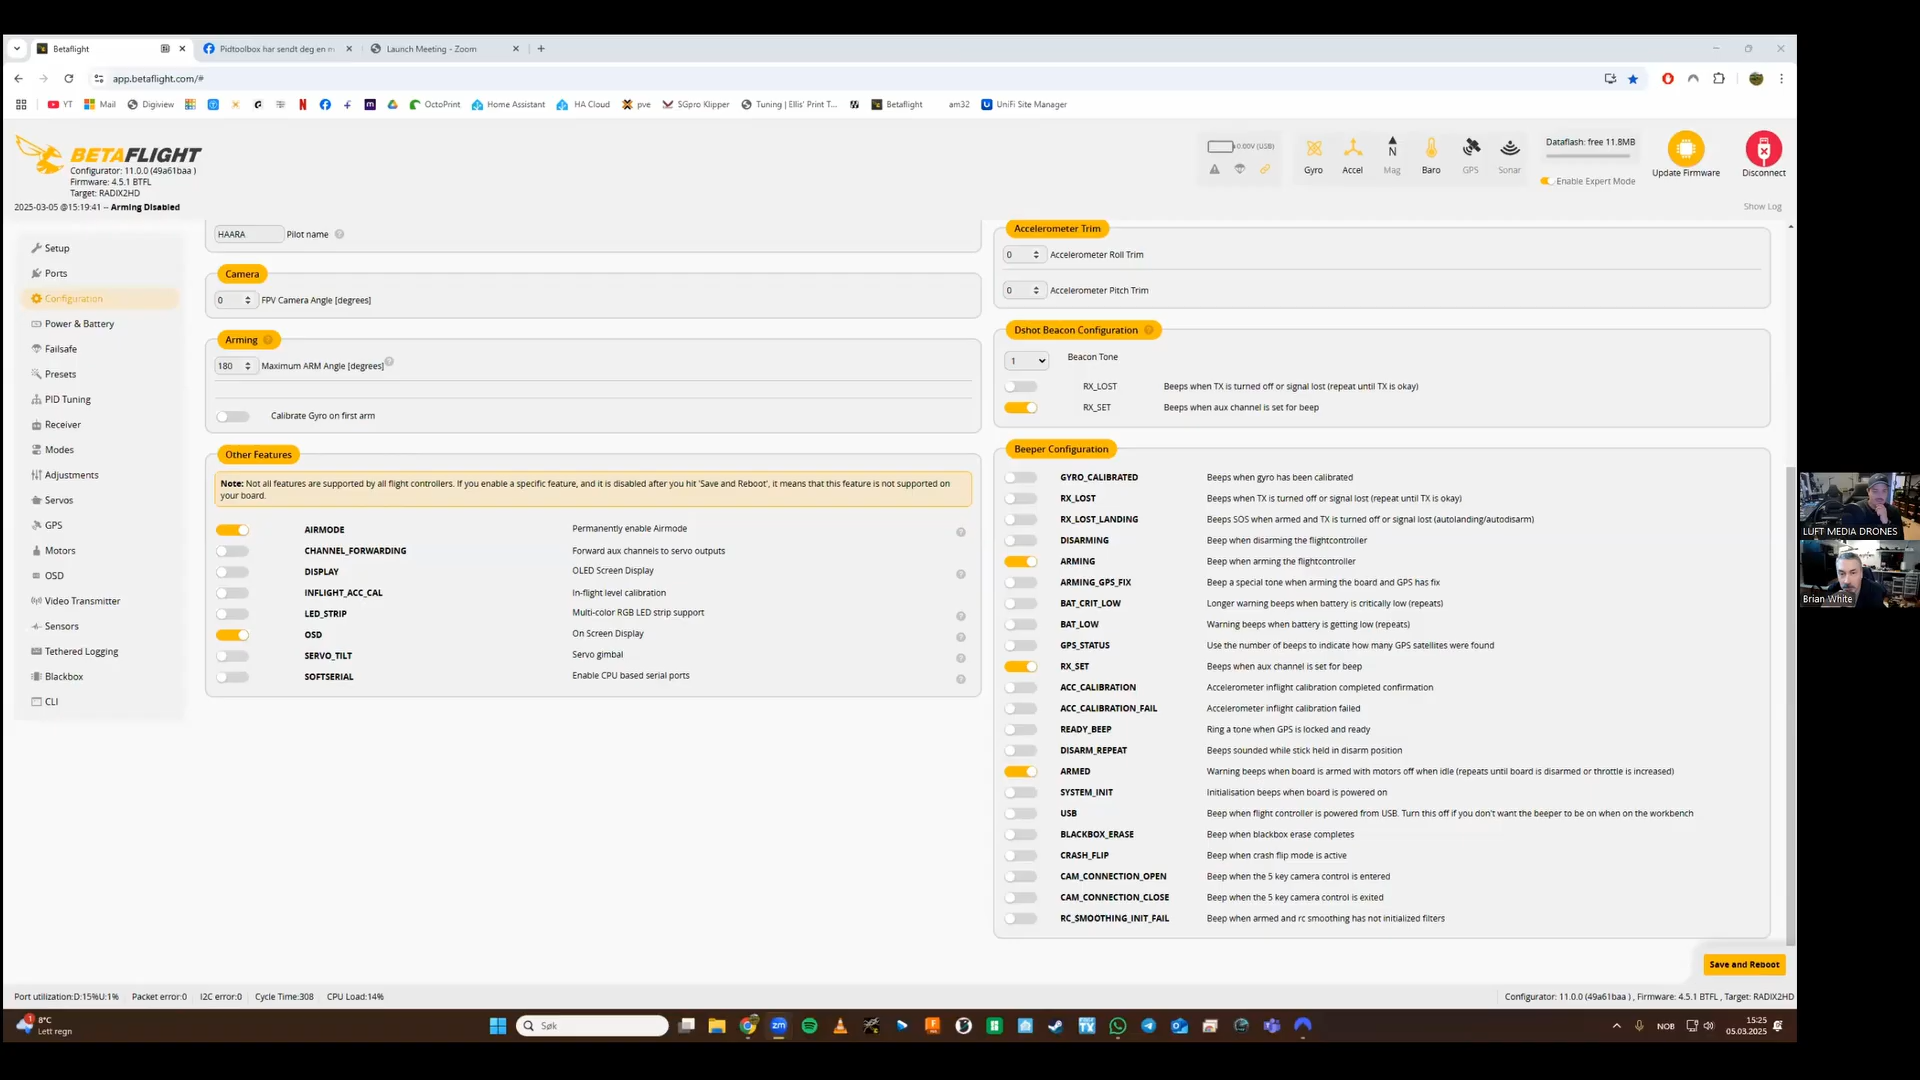 Betaflight
Pidtoolbox har sendt deg en m
Launch Meeting - Zoom
app.betaflight.com/#
YT
Mail
Digiview
OctoPrint
Home Assistant
HA Cloud
pve
SGpro Klipper
Tuning | Ellis' Print T...
Betaflight
am32
UniFi Site Manager
BETAFLIGHT
Configurator: 11.0.0 (49a61baa )
Firmware: 4.5.1 BTFL
Target: RADIX2HD
2025-03-05 @15:19:41 -- Arming Disabled
0.00V (USB)
Gyro
Accel
N
Mag
Baro
GPS
Sonar
Dataflash: free 11.8MB
Enable Expert Mode
Update Firmware
Disconnect
Show Log
Setup
Ports
Configuration
Power & Battery
Failsafe
Presets
PID Tuning
Receiver
Modes
Adjustments
Servos
GPS
Motors
OSD
Video Transmitter
Sensors
Tethered Logging
Blackbox
CLI
HAARA Pilot name
Camera
0 FPV Camera Angle [degrees]
Arming
180 Maximum ARM Angle [degrees]
Calibrate Gyro on first arm
Other Features
Note: Not all features are supported by all flight controllers. If you enable a specific feature, and it is disabled after you hit 'Save and Reboot', it means that this feature is not supported on
your board.
AIRMODE Permanently enable Airmode
CHANNEL_FORWARDING Forward aux channels to servo outputs
DISPLAY OLED Screen Display
INFLIGHT_ACC_CAL In-flight level calibration
LED_STRIP Multi-color RGB LED strip support
OSD On Screen Display
SERVO_TILT Servo gimbal
SOFTSERIAL Enable CPU based serial ports
Accelerometer Trim
0 Accelerometer Roll Trim
0 Accelerometer Pitch Trim
Dshot Beacon Configuration
1 Beacon Tone
RX_LOST Beeps when TX is turned off or signal lost (repeat until TX is okay)
RX_SET Beeps when aux channel is set for beep
Beeper Configuration
GYRO_CALIBRATED Beeps when gyro has been calibrated
RX_LOST Beeps when TX is turned off or signal lost (repeat until TX is okay)
RX_LOST_LANDING Beeps SOS when armed and TX is turned off or signal lost (autolanding/autodisarm)
DISARMING Beep when disarming the flightcontroller
ARMING Beep when arming the flightcontroller
ARMING_GPS_FIX Beep a special tone when arming the board and GPS has fix
BAT_CRIT_LOW Longer warning beeps when battery is critically low (repeats)
BAT_LOW Warning beeps when battery is getting low (repeats)
GPS_STATUS Use the number of beeps to indicate how many GPS satellites were found
RX_SET Beeps when aux channel is set for beep
ACC_CALIBRATION Accelerometer inflight calibration completed confirmation
ACC_CALIBRATION_FAIL Accelerometer inflight calibration failed
READY_BEEP Ring a tone when GPS is locked and ready
DISARM_REPEAT Beeps sounded while stick held in disarm position
ARMED Warning beeps when board is armed with motors off when idle (repeats until board is disarmed or throttle is increased)
SYSTEM_INIT Initialisation beeps when board is powered on
USB Beep when flight controller is powered from USB. Turn this off if you don't want the beeper to be on when on the workbench
BLACKBOX_ERASE Beep when blackbox erase completes
CRASH_FLIP Beep when crash flip mode is active
CAM_CONNECTION_OPEN Beep when the 5 key camera control is entered
CAM_CONNECTION_CLOSE Beep when the 5 key camera control is exited
RC_SMOOTHING_INIT_FAIL Beep when armed and rc smoothing has not initialized filters
Save and Reboot
LUFT MEDIA DRONES
Brian White
Port utilization:D:15%U:1% Packet error:0 I2C error:0 Cycle Time:308 CPU Load:14%
Configurator: 11.0.0 (49a61baa ) , Firmware: 4.5.1 BTFL , Target: RADIX2HD
1
8°C
Lett regn
Søk
zm
TX
NOB
15:25
05.03.2025